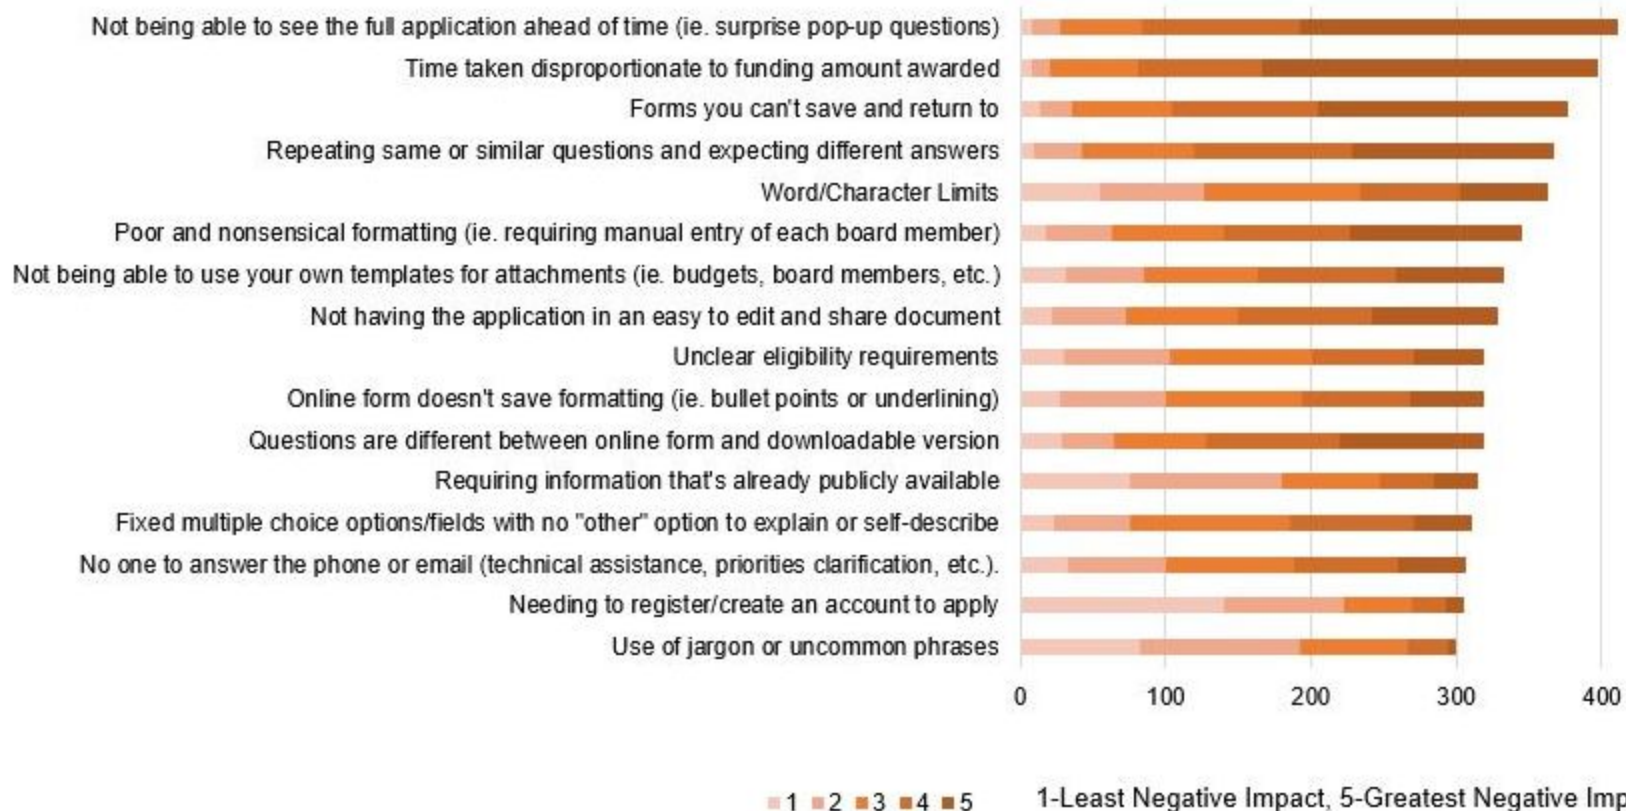 Not being able to see the full application ahead of time (ie. surprise pop-up questions)
Time taken disproportionate to funding amount awarded
Forms you can't save and return to
Repeating same or similar questions and expecting different answers
Word/Character Limits
Poor and nonsensical formatting (ie. requiring manual entry of each board member)
Not being able to use your own templates for attachments (ie. budgets, board members, etc.)
Not having the application in an easy to edit and share document
Unclear eligibility requirements
Online form doesn't save formatting (ie. bullet points or underlining)
Questions are different between online form and downloadable version
Requiring information that's already publicly available
Fixed multiple choice options/fields with no "other" option to explain or self-describe
No one to answer the phone or email (technical assistance, priorities clarification, etc.).
Needing to register/create an account to apply
Use of jargon or uncommon phrases
0 100 200 300 400
1 2 3 4 5 1-Least Negative Impact, 5-Greatest Negative Imp